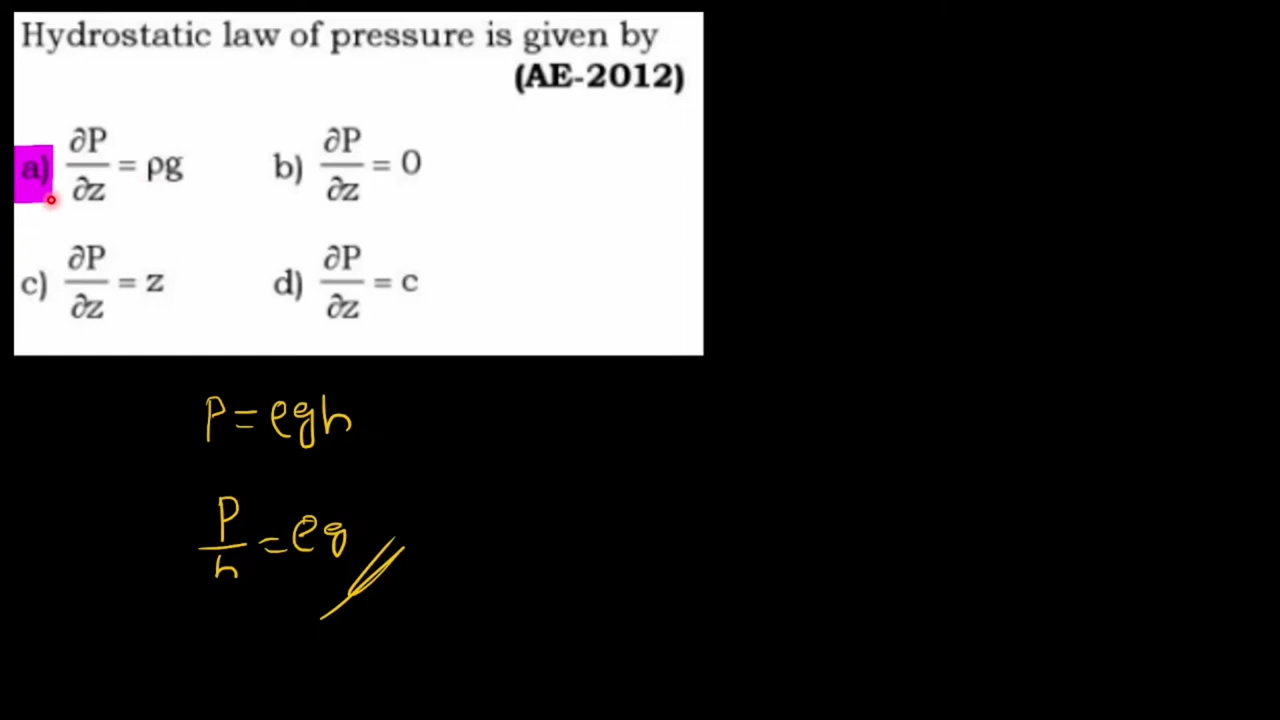 Hydrostatic law of pressure is given by
(AE-2012)
a) ∂P/∂z = ρg b) ∂P/∂z = 0
c) ∂P/∂z = z d) ∂P/∂z = c
P = ρgh
P/h = ρg